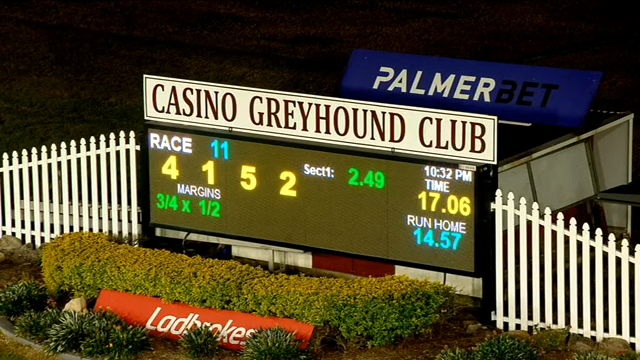 PALMERBET
CASINO GREYHOUND CLUB
RACE 11
4 1 5 2
Sect1: 2.49
10:32 PM
TIME
17.06
MARGINS
3/4 x 1/2
RUN HOME
14.57
Ladbrokes